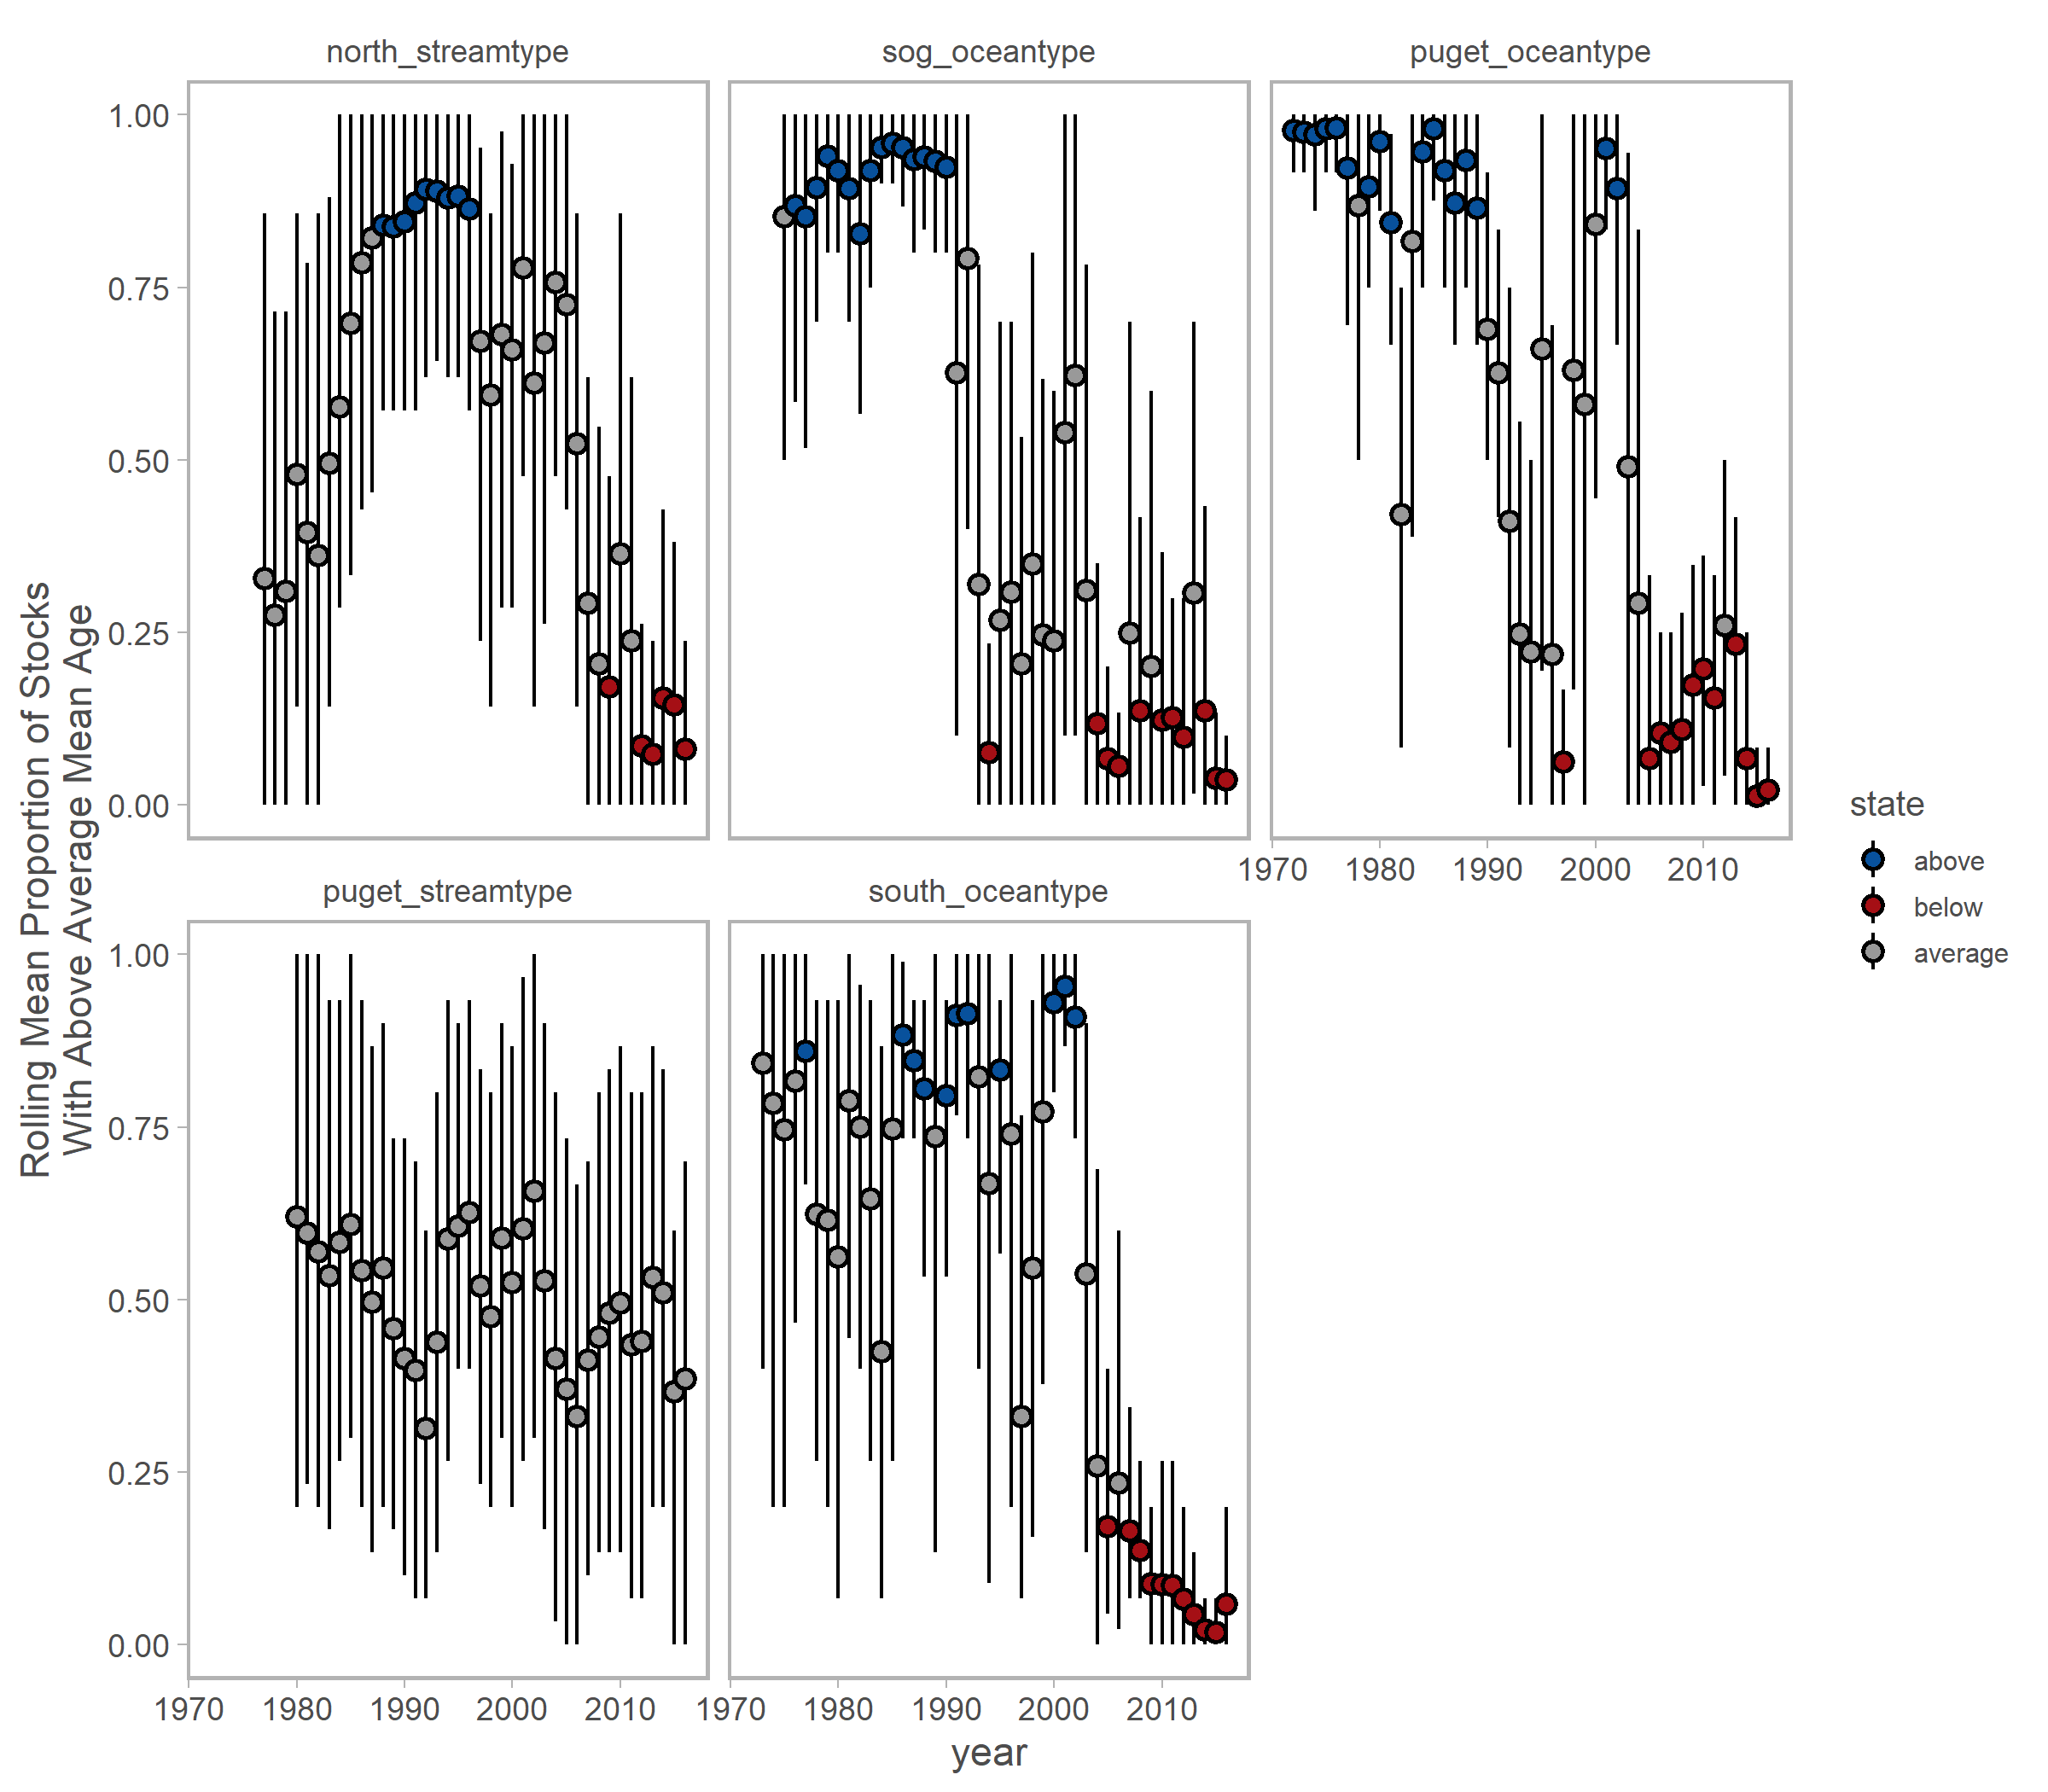 north_streamtype
sog_oceantype
puget_oceantype
1.00
0.75
0.50
0.25
0.00
1970 1980 1990 2000 2010
puget_streamtype
south_oceantype
1.00
0.75
0.50
0.25
0.00
1970 1980 1990 2000 2010
1970 1980 1990 2000 2010
year
Rolling Mean Proportion of Stocks
With Above Average Mean Age
state
above
below
average